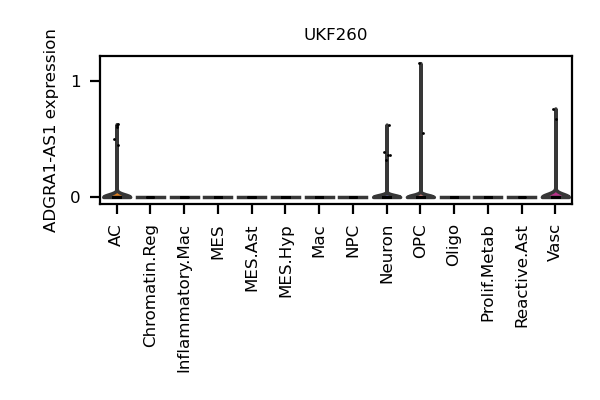 UKF260
ADGRA1-AS1 expression
1
0
AC
Chromatin.Reg
Inflammatory.Mac
MES
MES.Ast
MES.Hyp
Mac
NPC
Neuron
OPC
Oligo
Prolif.Metab
Reactive.Ast
Vasc